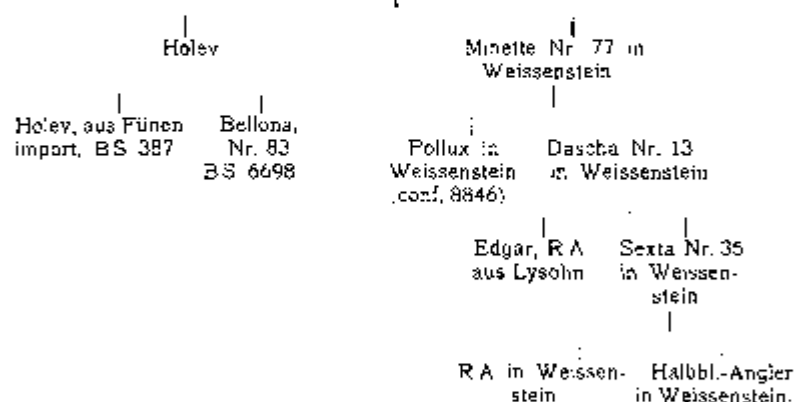 Holev
Minette Nr. 77 in
Weissenstein
Holev, aus Fünen
import, BS 387
Bellona,
Nr. 83
BS 6698
Pollux in
Weissenstein
(conf, 8846)
Dascha Nr. 13
in Weissenstein
Edgar, R A
aus Lysohn
Sexta Nr. 35
in Weissen-
stein
R A in Weissen-
stein
Halbbl.-Angler
in Weissenstein.